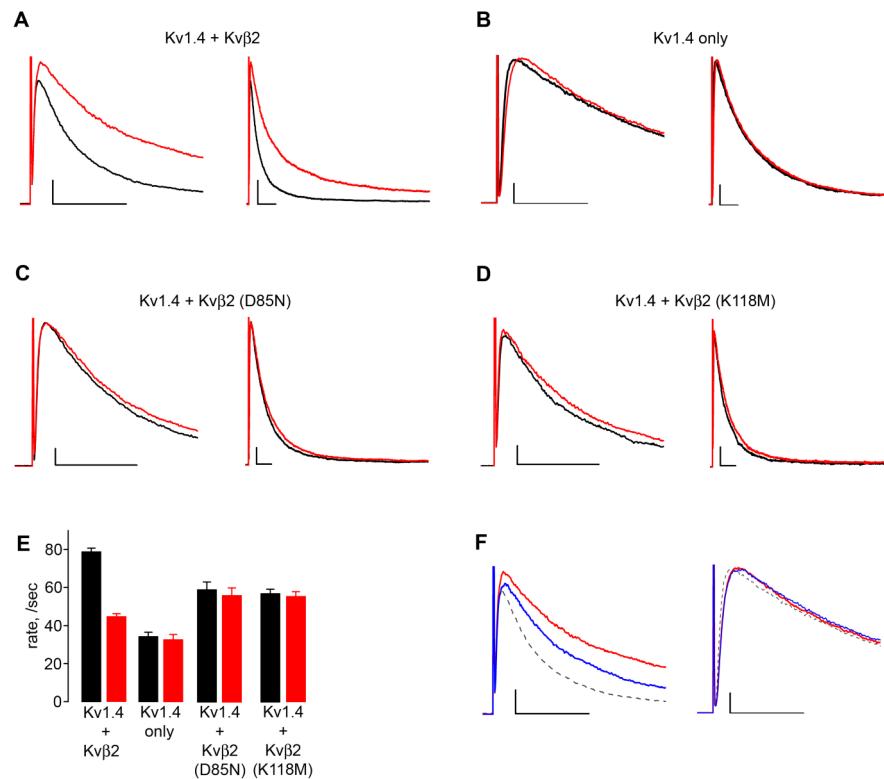 A
Kv1.4 + Kvβ2
B
Kv1.4 only
C
Kv1.4 + Kvβ2 (D85N)
D
Kv1.4 + Kvβ2 (K118M)
E
rate, /sec
80
60
40
20
0
Kv1.4
+
Kvβ2
Kv1.4
only
Kv1.4
+
Kvβ2
(D85N)
Kv1.4
+
Kvβ2
(K118M)
F